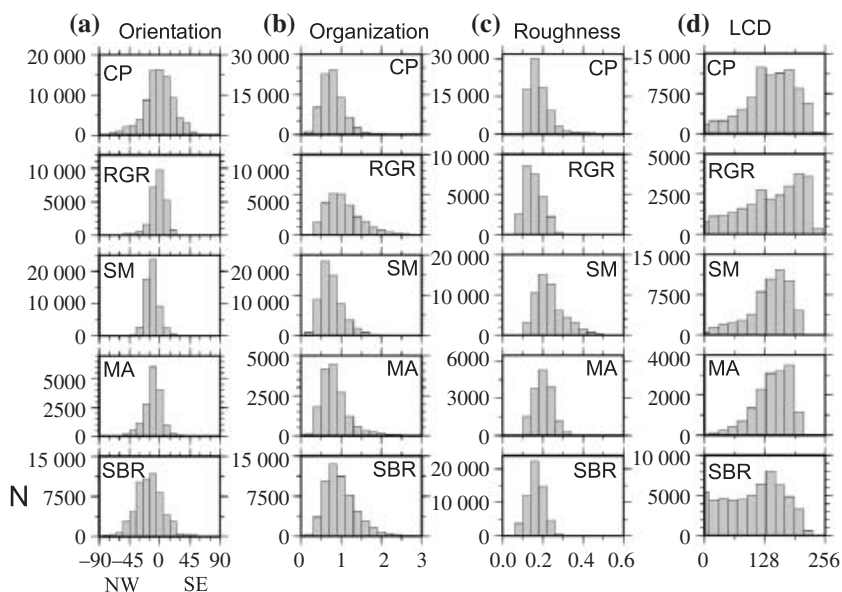 (a) Orientation (b) Organization (c) Roughness (d) LCD
20 000 10 000 0 CP
30 000 15 000 0 CP
30 000 15 000 0 CP
15 000 7500 0 CP
10 000 5000 0 RGR
10 000 5000 0 RGR
10 000 5000 0 RGR
5000 2500 0 RGR
20 000 10 000 0 SM
20 000 10 000 0 SM
20 000 10 000 0 SM
15 000 7500 0 SM
5000 2500 0 MA
5000 2500 0 MA
6000 3000 0 MA
4000 2000 0 MA
N
15 000 7500 0 SBR
15 000 7500 0 SBR
20 000 10 000 0 SBR
10 000 5000 0 SBR
−90 −45 0 45 90 0 1 2 3 0.0 0.2 0.4 0.6 0 128 256
NW SE